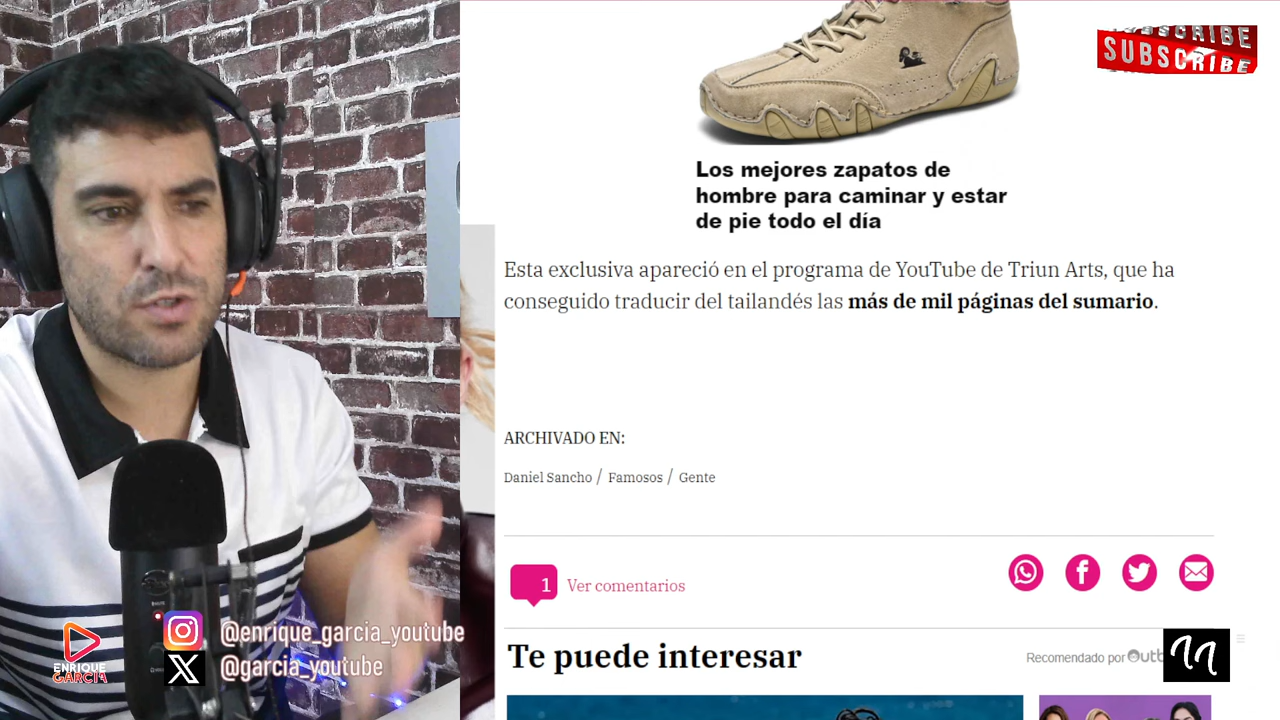 SUBSCRIBE
SUBSCRIBE
Los mejores zapatos de
hombre para caminar y estar
de pie todo el día
Esta exclusiva apareció en el programa de YouTube de Triun Arts, que ha
conseguido traducir del tailandés las más de mil páginas del sumario.
ARCHIVADO EN:
Daniel Sancho / Famosos / Gente
1 Ver comentarios
Te puede interesar
Recomendado por
ENRIQUE
GARCIA
@enrique_garcia_youtube
@garcia_youtube